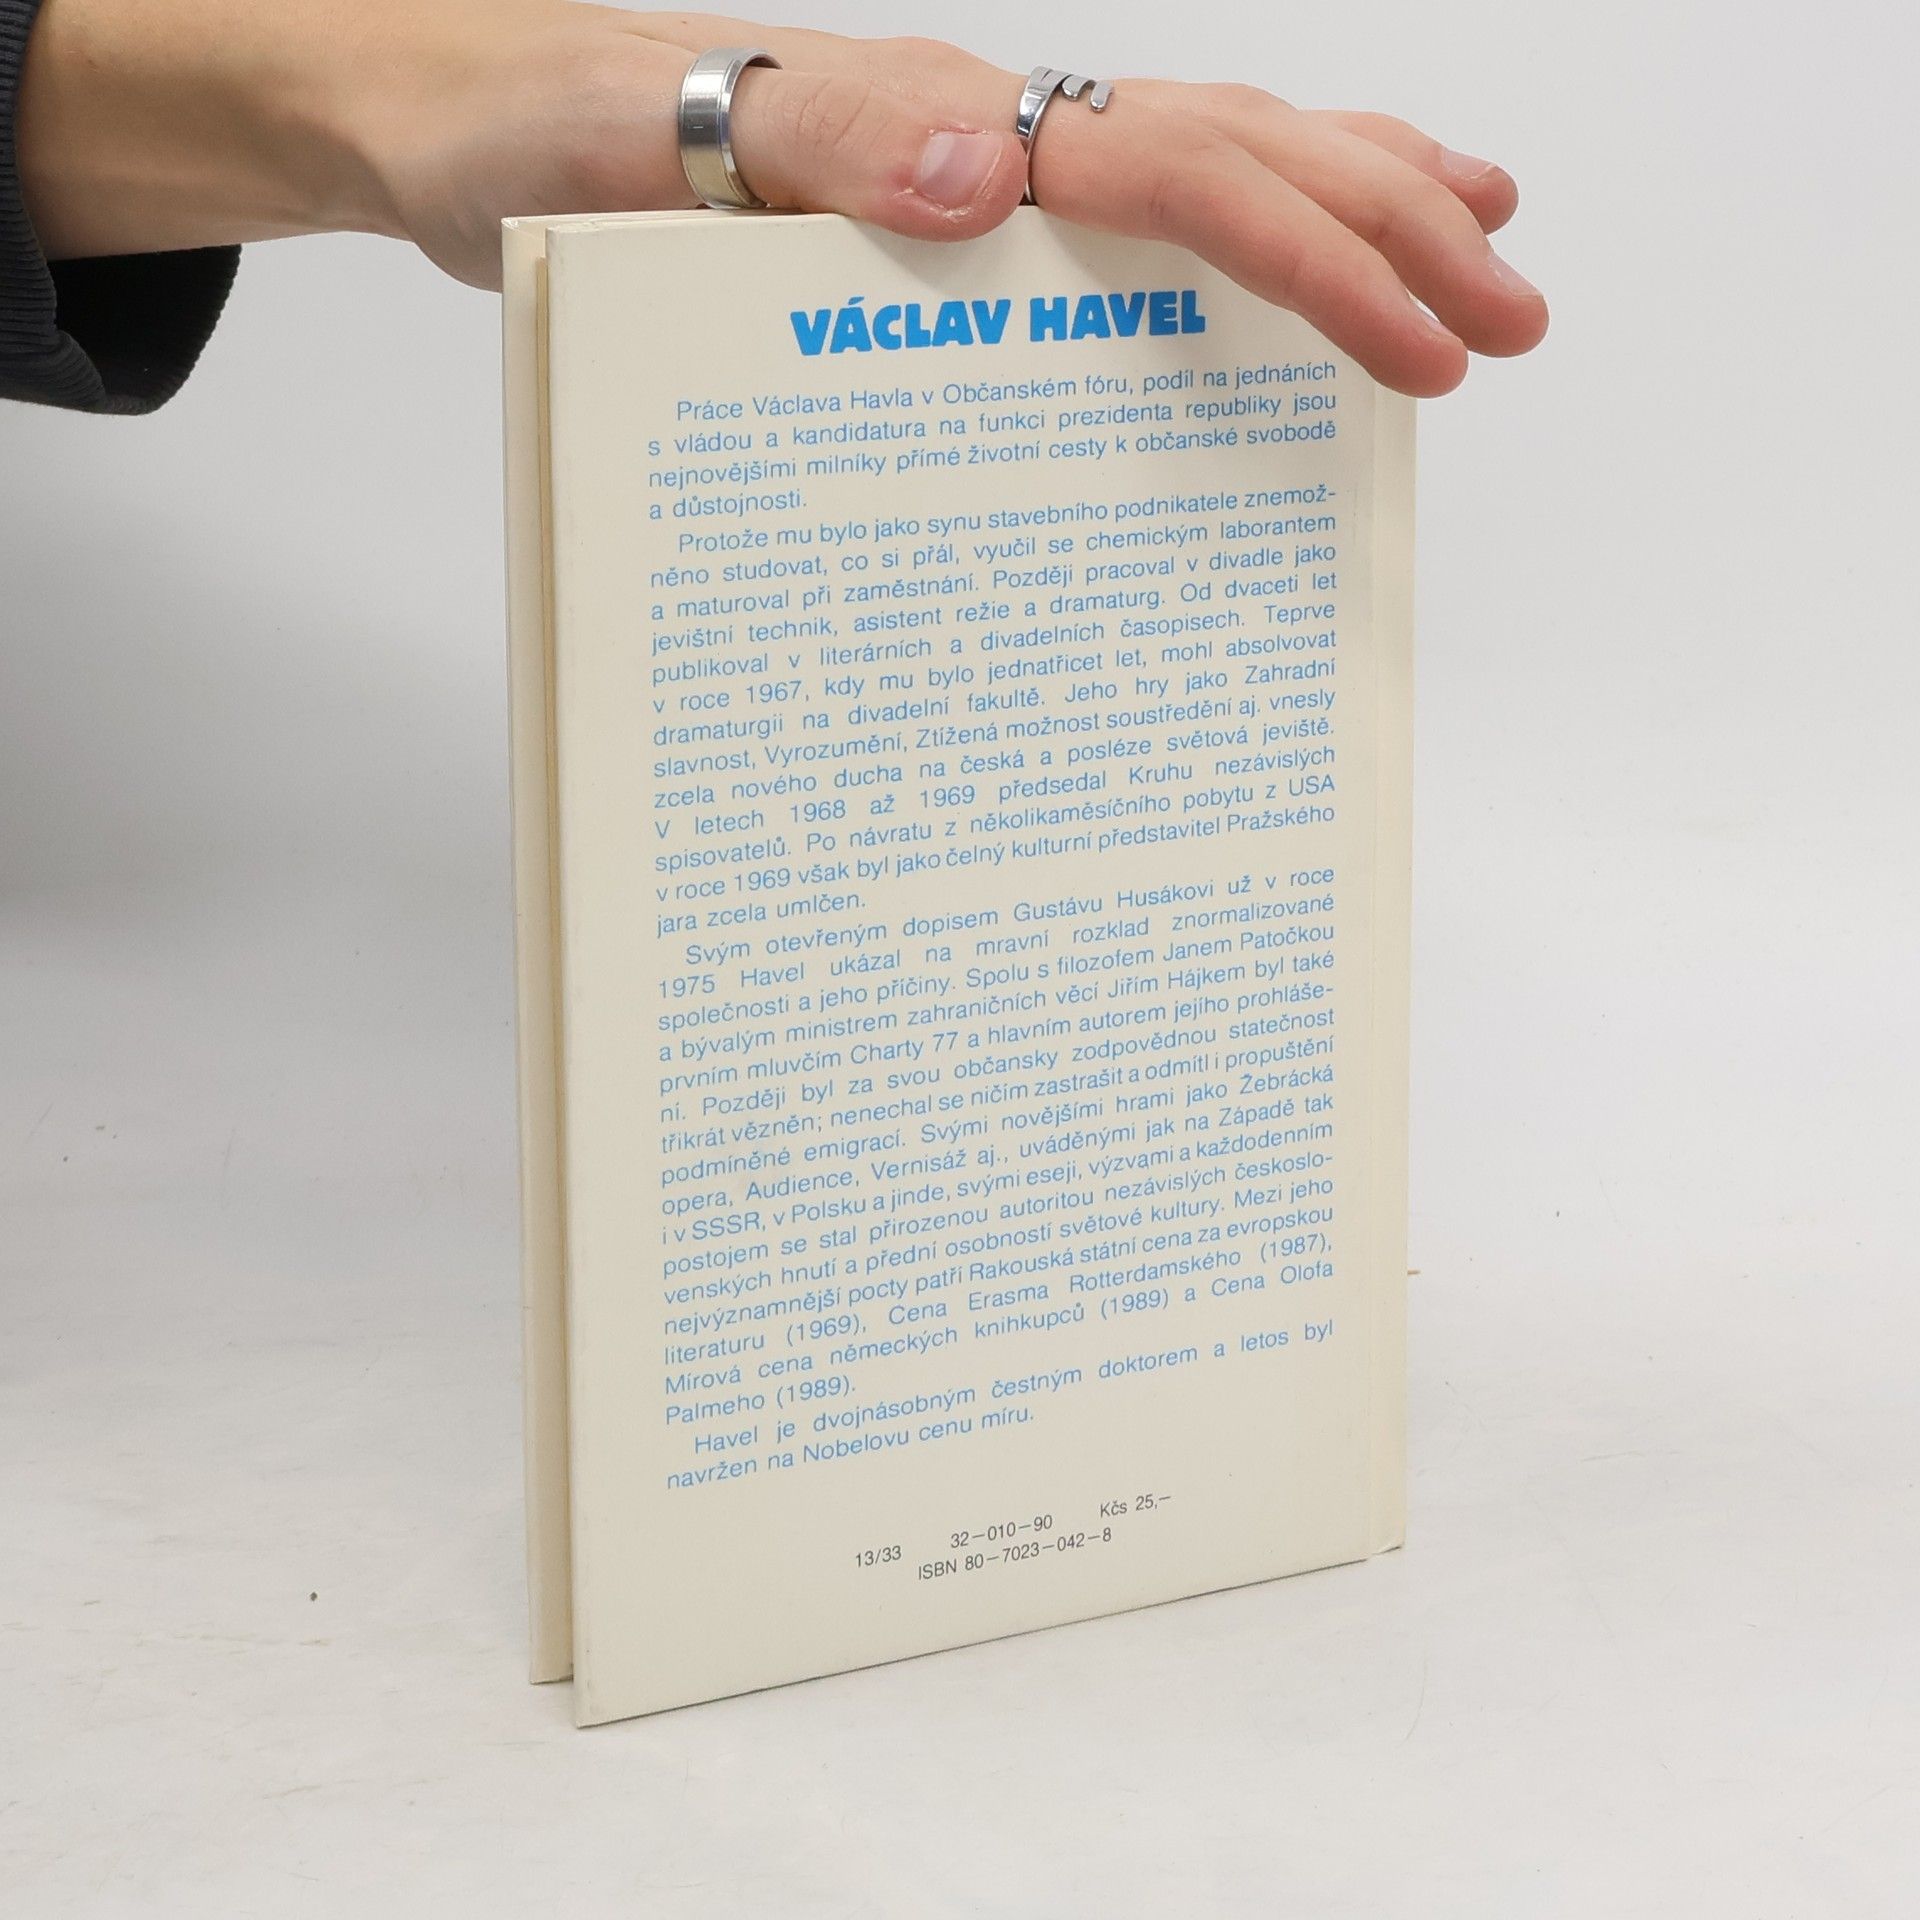 VÁCLAV HAVEL
Práce Václava Havla v Občanském fóru, podíl na jednáních
s vládou a kandidatura na funkci prezidenta republiky jsou
nejnovějšími milníky přímé životní cesty k občanské svobodě
a důstojnosti.
Protože mu bylo jako synu stavebního podnikatele znemož-
něno studovat, co si přál, vyučil se chemickým laborantem
a maturoval při zaměstnání. Později pracoval v divadle jako
jevištní technik, asistent režie a dramaturg. Od dvaceti let
publikoval v literárních a divadelních časopisech. Teprve
v roce 1967, kdy mu bylo jednatřicet let, mohl absolvovat
dramaturgii na divadelní fakultě. Jeho hry jako Zahradní
slavnost, Vyrozumění, Ztížená možnost soustředění aj. vnesly
zcela nového ducha na česká a posléze světová jeviště.
V letech 1968 až 1969 předsedal Kruhu nezávislých
spisovatelů. Po návratu z několikaměsíčního pobytu z USA
v roce 1969 však byl jako čelný kulturní představitel Pražského
jara zcela umlčen.
Svým otevřeným dopisem Gustávu Husákovi už v roce
1975 Havel ukázal na mravní rozklad znormalizované
společnosti a jeho příčiny. Spolu s filozofem Janem Patočkou
a bývalým ministrem zahraničních věcí Jiřím Hájkem byl také
prvním mluvčím Charty 77 a hlavním autorem jejího prohláše-
ní. Později byl za svou občansky zodpovědnou statečnost
třikrát vězněn; nenechal se ničím zastrašit a odmítl i propuštění
podmíněné emigrací. Svými novějšími hrami jako Žebrácká
opera, Audience, Vernisáž aj., uváděnými jak na Západě tak
i v SSSR, v Polsku a jinde, svými eseji, výzvami a každodenním
postojem se stal přirozenou autoritou nezávislých českoslo-
venských hnutí a přední osobností světové kultury. Mezi jeho
nejvýznamnější pocty patří Rakouská státní cena za evropskou
literaturu (1969), Cena Erasma Rotterdamského (1987),
Mírová cena německých knihkupců (1989) a Cena Olofa
Palmeho (1989).
Havel je dvojnásobným čestným doktorem a letos byl
navržen na Nobelovu cenu míru.
13/33 32—010—90 Kčs 25,—
ISBN 80—7023—042—8